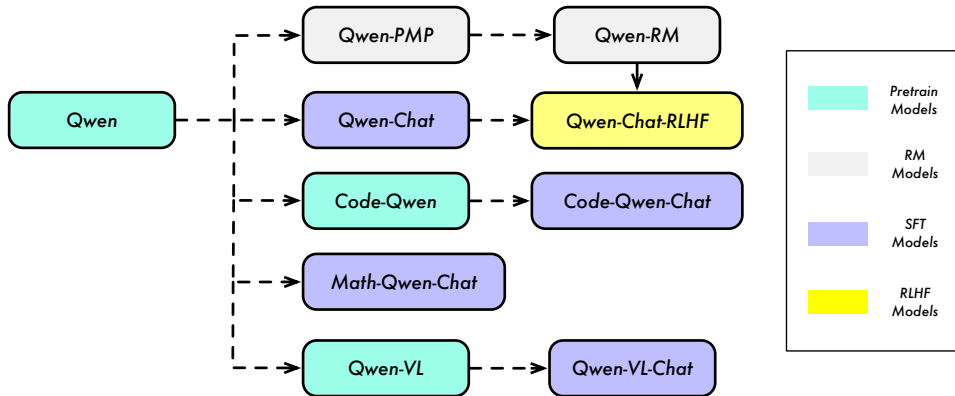 Qwen-PMP
Qwen-RM
Qwen
Qwen-Chat
Qwen-Chat-RLHF
Code-Qwen
Code-Qwen-Chat
Math-Qwen-Chat
Qwen-VL
Qwen-VL-Chat
Pretrain
Models
RM
Models
SFT
Models
RLHF
Models